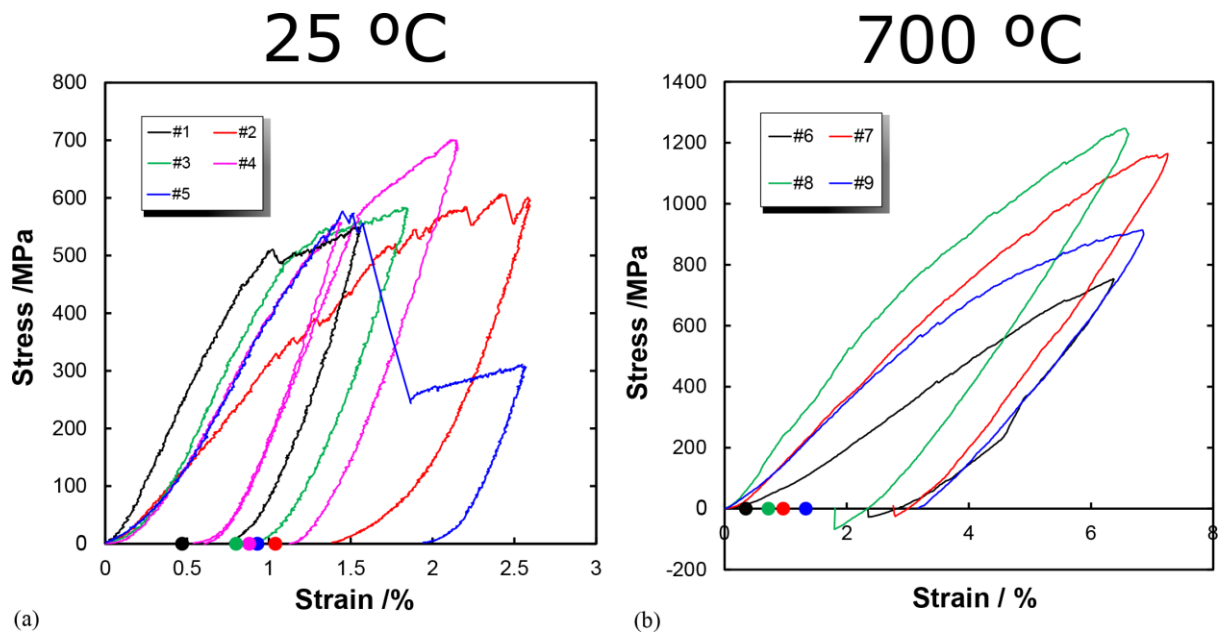 25 ºC
700 ºC
Stress /MPa
800
700
600
500
400
300
200
100
0
#1 #2
#3 #4
#5
0 0.5 1 1.5 2 2.5 3
Strain /%
(a)
Stress /MPa
1400
1200
1000
800
600
400
200
0
-200
#6 #7
#8 #9
2 4 6 8
Strain / %
(b)